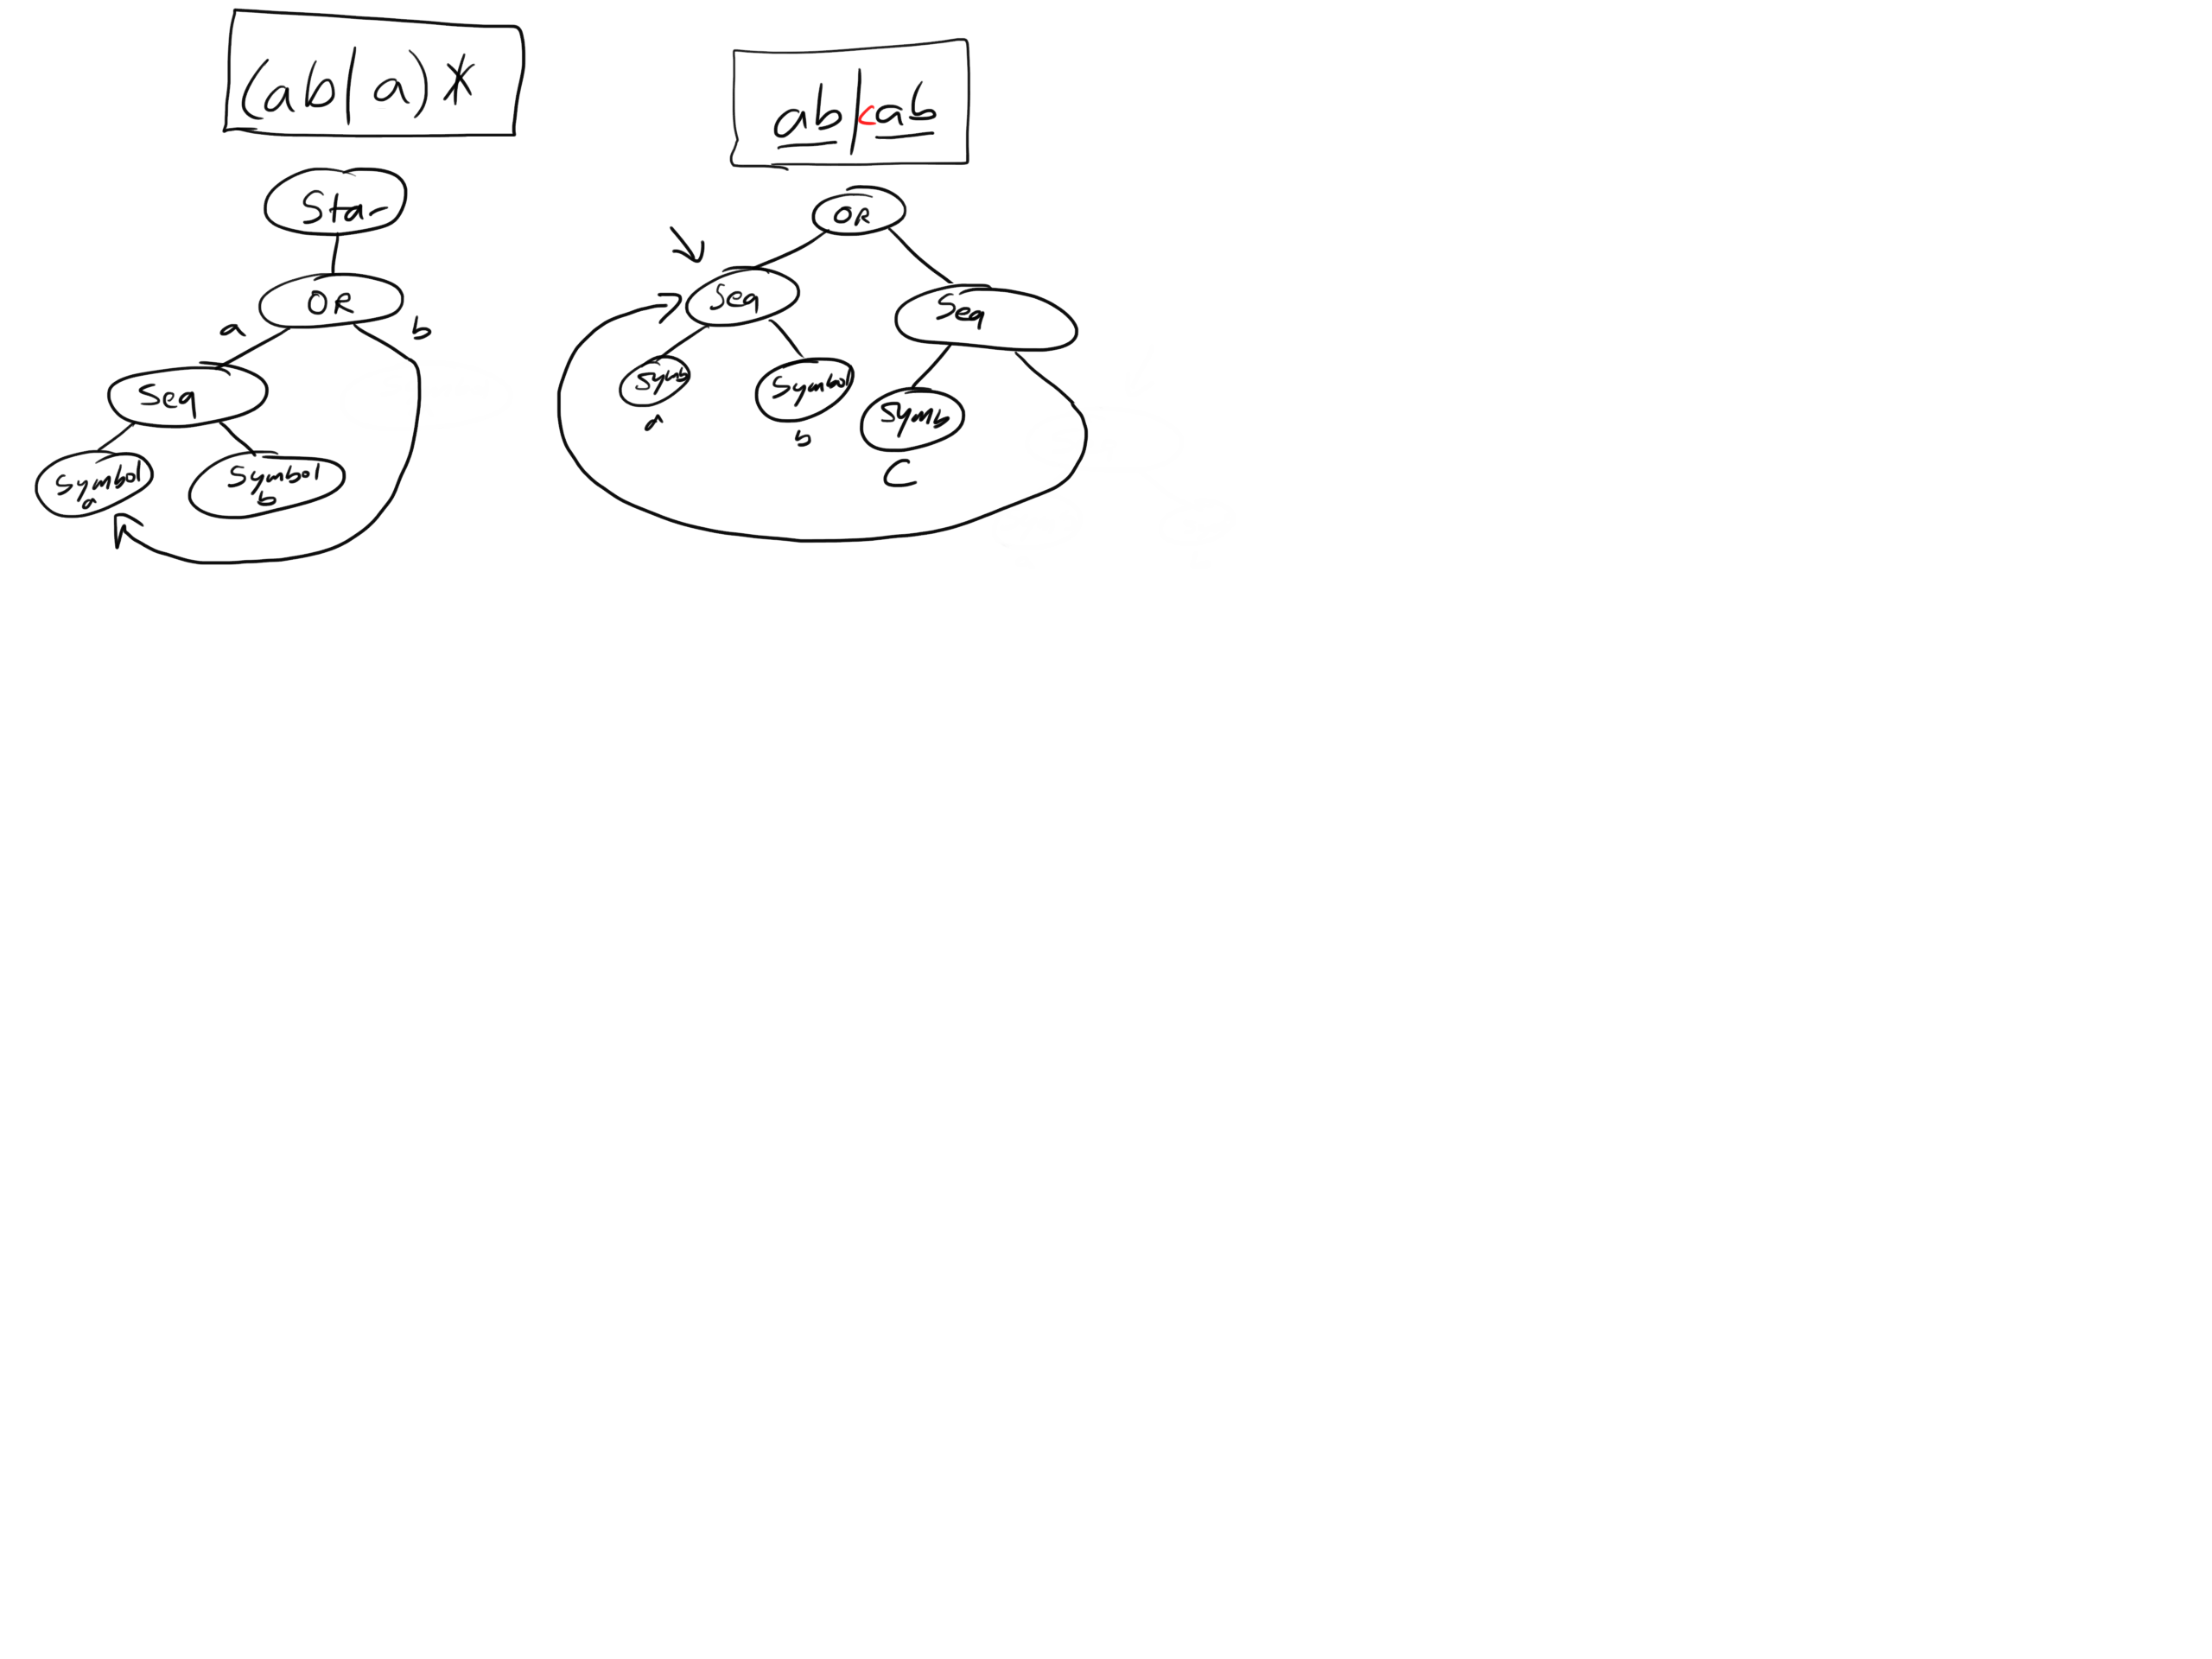 (ab|a)*
Star
OR
a b
Seq
Symbol a
Symbol b
ab|cab
OR
Seq
Seq
Symb
a
Symbol
b
Symb
C